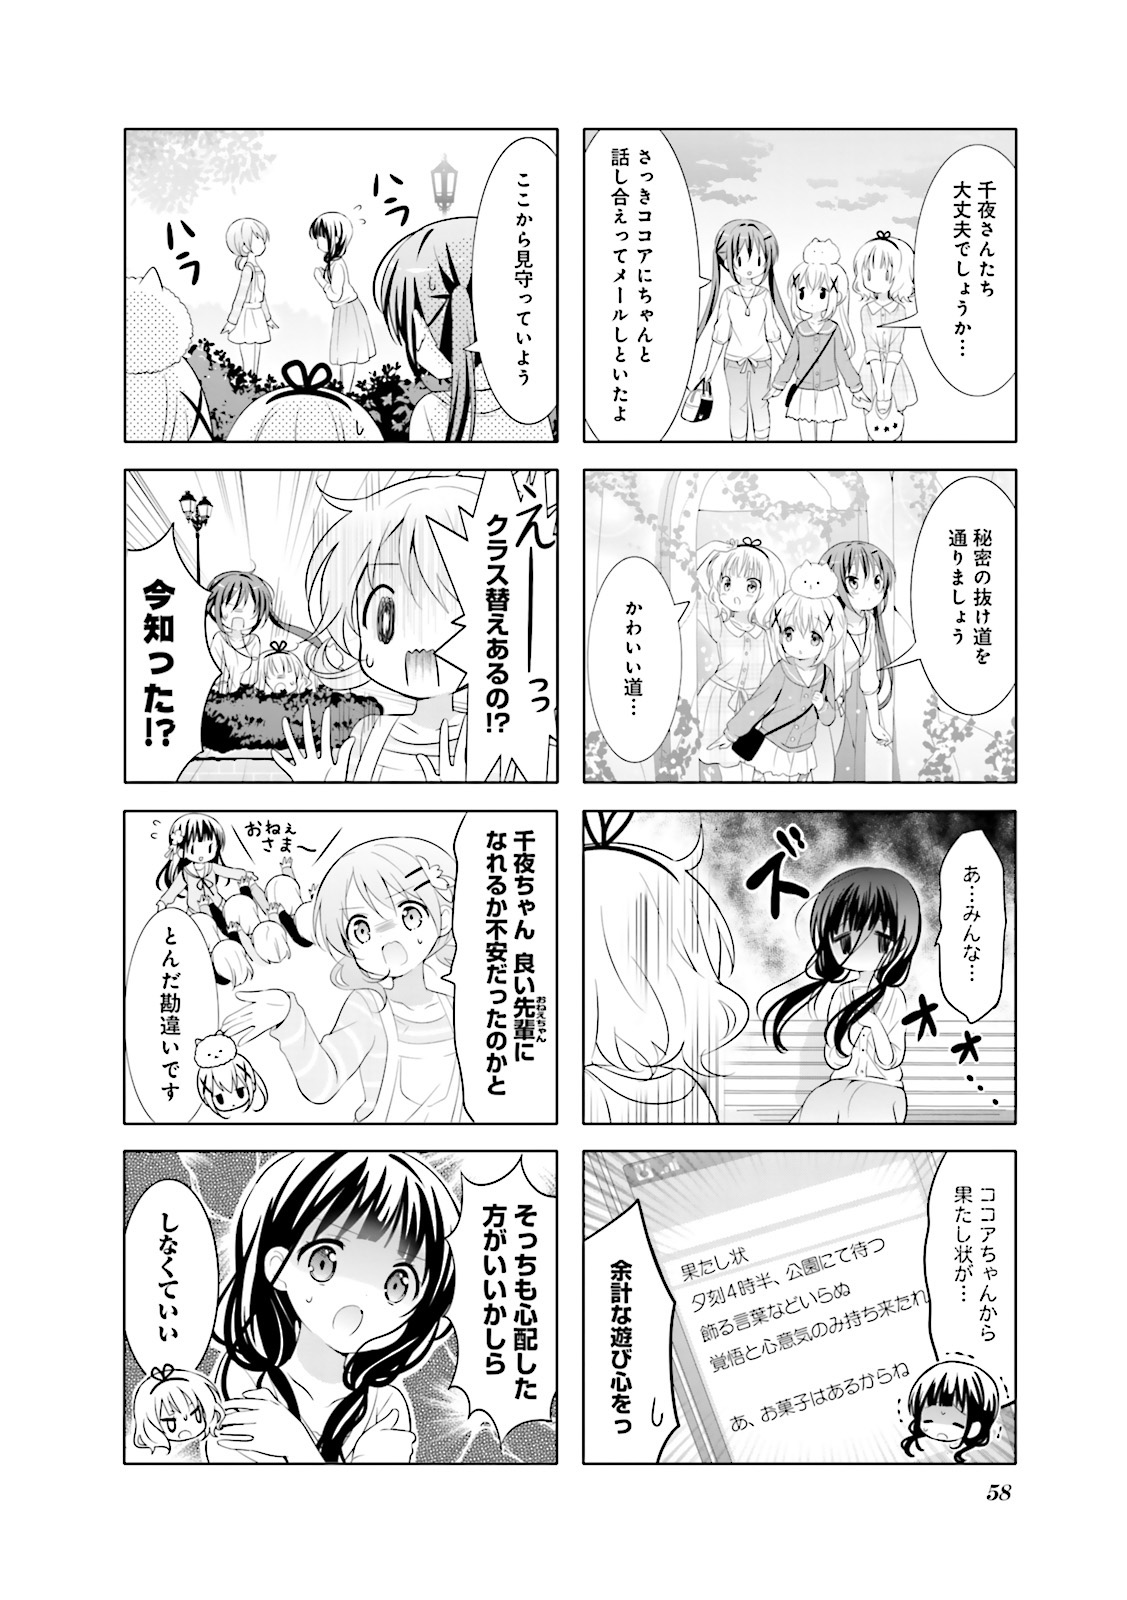 千夜さんたち
大丈夫でしょうか…
さっきココアにちゃんと
話し合えってメールしといたよ
秘密の抜け道を
通りましょう
かわいい道…
あ…みんな…
ズド
ココアちゃんから
果たし状が…
果たし状
夕刻4時半、公園にて待つ
飾る言葉などいらぬ
覚悟と心意気のみ持ち来たれ
あ、お菓子はあるからね
余計な遊び心をっ
ここから見守っていよう
ハラ
ハラ
えーーっっ
クラス替えあるの!?
今知った!?
千夜ちゃん 良い先輩に
おねえちゃん
なれるか不安だったのかと
おねぇ
さま〜
とんだ勘違いです
そっちも心配した
方がいいかしら
しなくていい
58